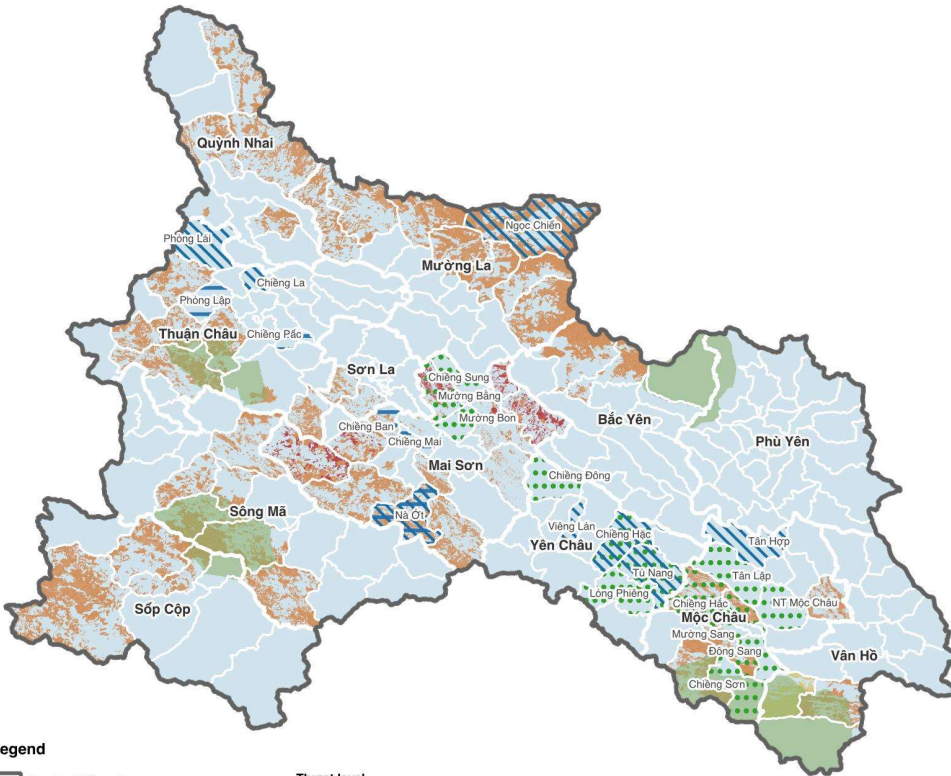 Quỳnh Nhai
Ngọc Chiến
Phỏng Lái
Mường La
Chiềng La
Phỏng Lập
Thuận Châu
Chiềng Pấc
Sơn La
Chiềng Sung
Mường Bằng
Mường Bon
Bắc Yên
Chiềng Ban
Chiềng Mai
Phù Yên
Mai Sơn
Chiềng Đông
Sông Mã
Nà Ớt
Viêng Lán
Chiềng Hặc
Yên Châu
Tân Hợp
Tú Nang
Tân Lập
Lóng Phiêng
Chiềng Hắc
NT Mộc Châu
Sốp Cộp
Mộc Châu
Mường Sang
Đông Sang
Vân Hồ
Chiềng Sơn
egend